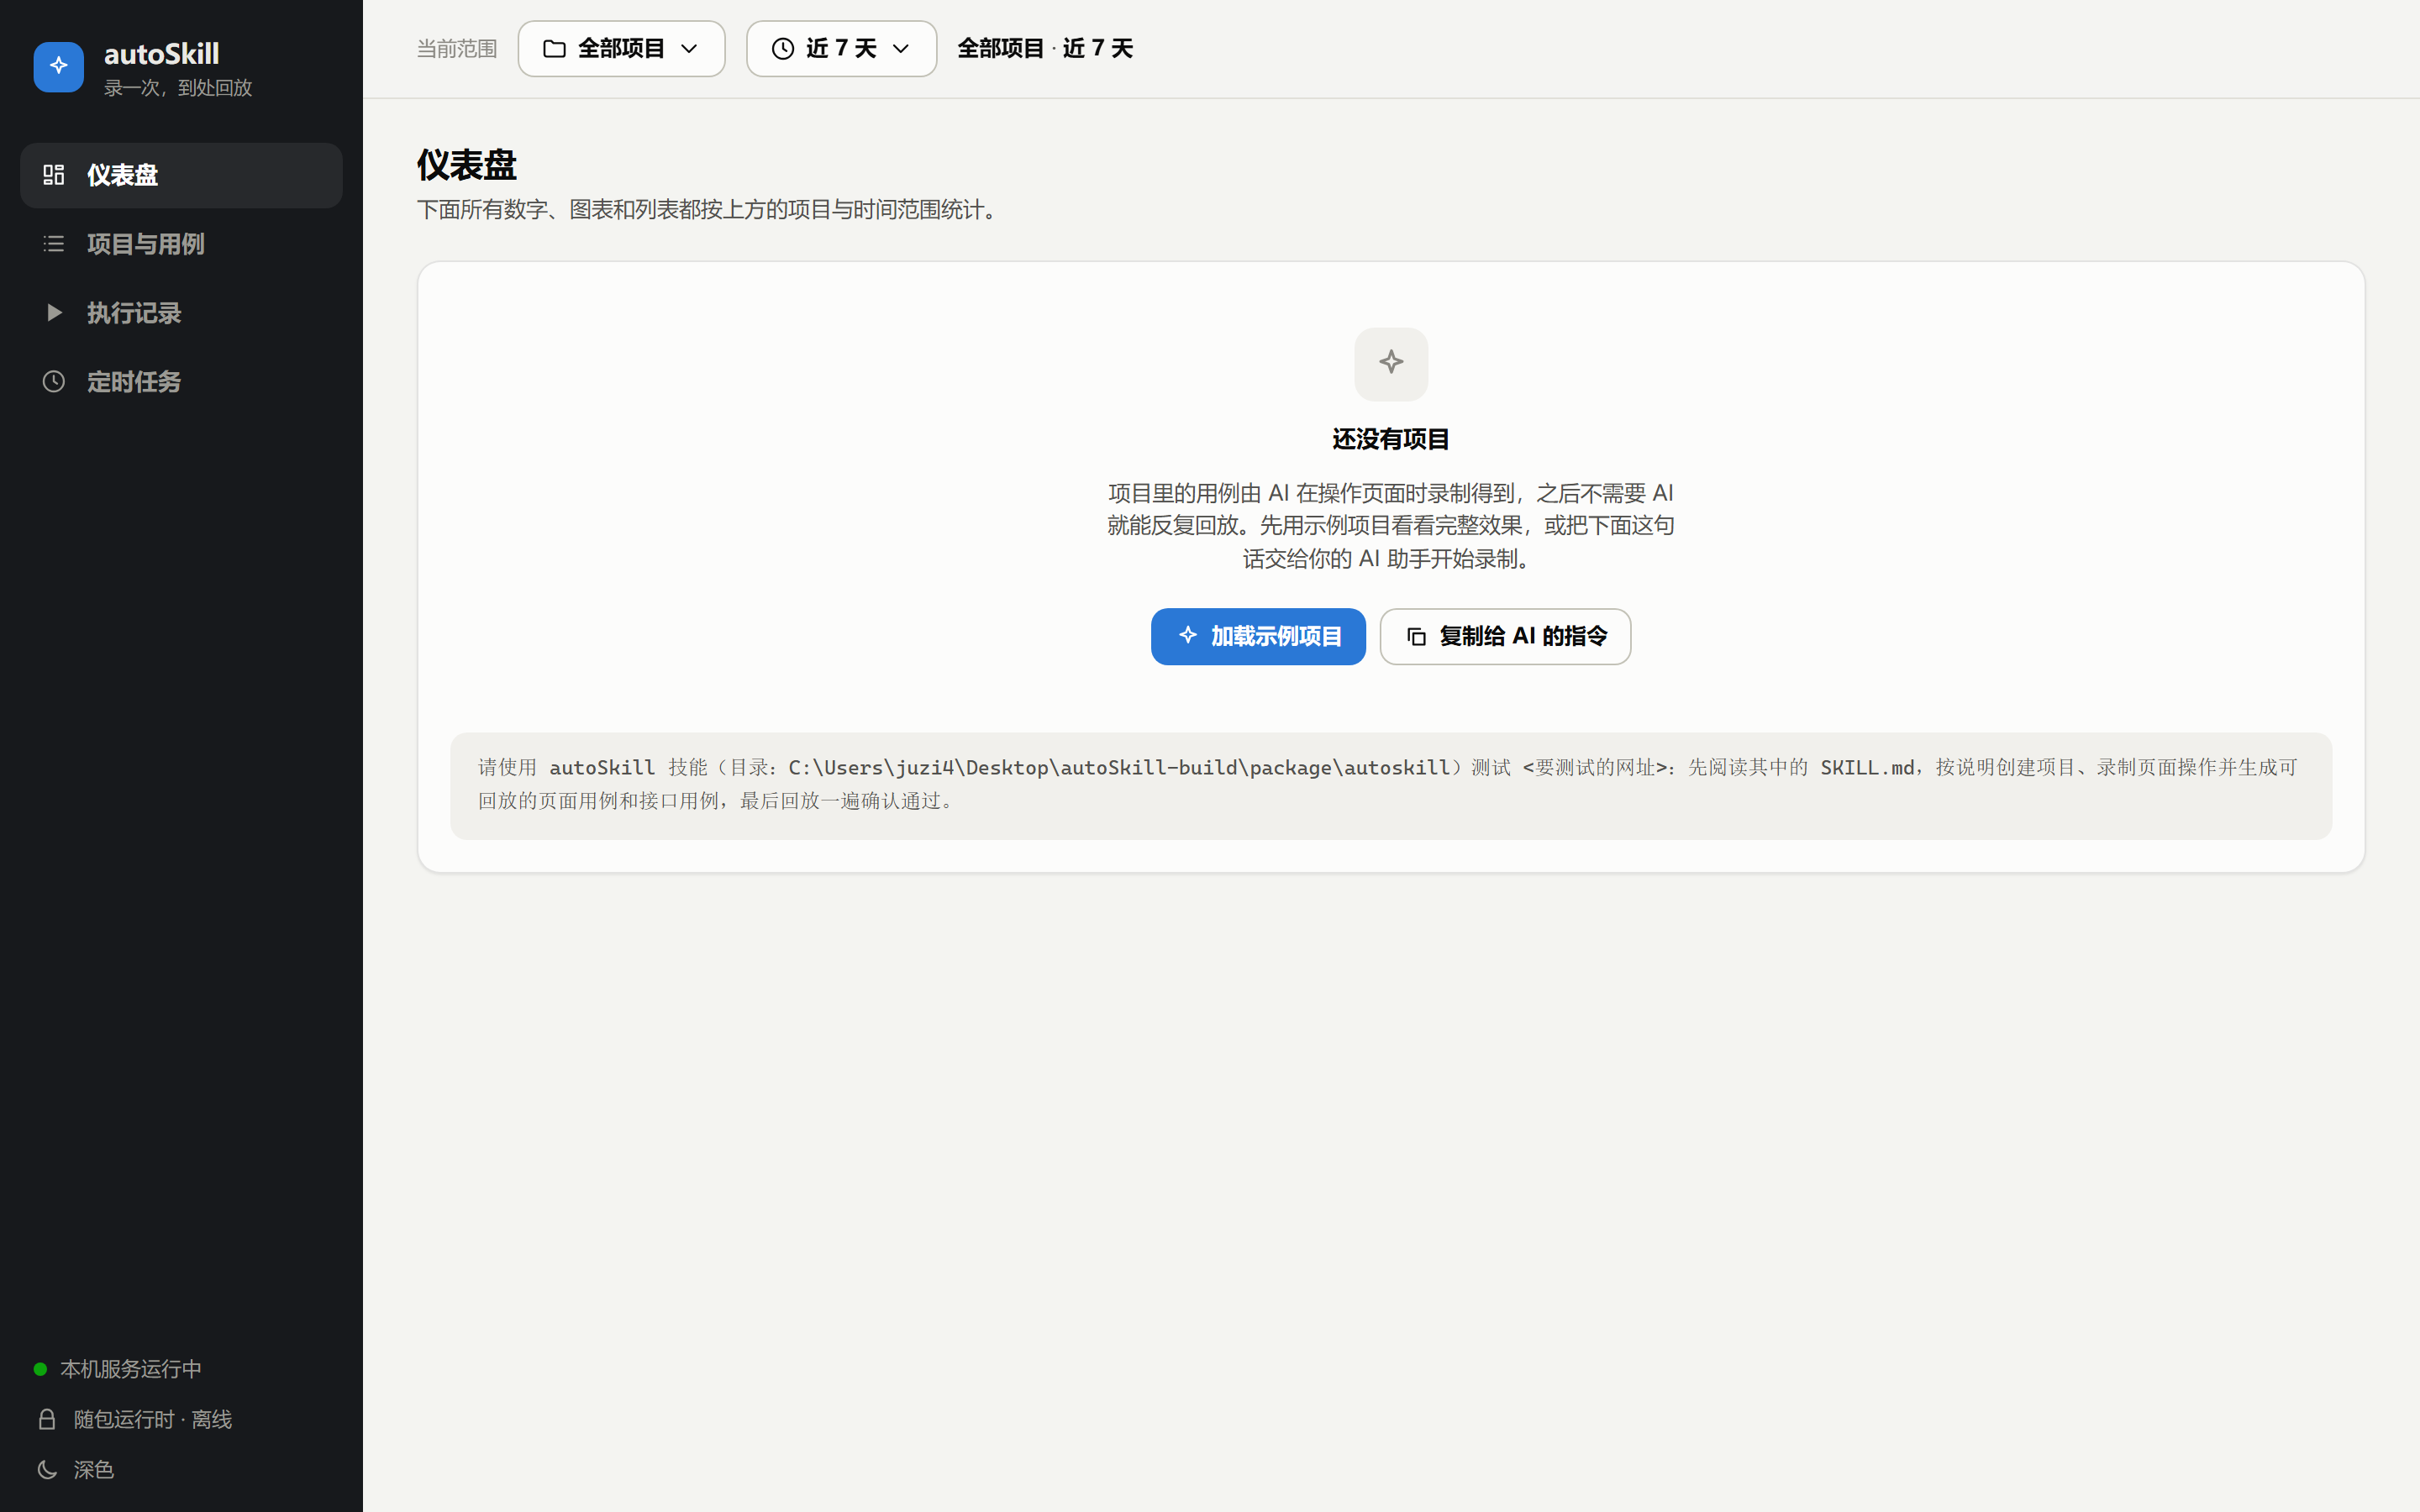 autoSkill
录一次，到处回放
仪表盘
项目与用例
执行记录
定时任务
本机服务运行中
随包运行时 · 离线
深色
当前范围
全部项目
近 7 天
全部项目 · 近 7 天
仪表盘
下面所有数字、图表和列表都按上方的项目与时间范围统计。
还没有项目
项目里的用例由 AI 在操作页面时录制得到，之后不需要 AI
就能反复回放。先用示例项目看看完整效果，或把下面这句
话交给你的 AI 助手开始录制。
加载示例项目
复制给 AI 的指令
请使用 autoSkill 技能（目录：C:\Users\juzi4\Desktop\autoSkill-build\package\autoskill）测试 <要测试的网址>：先阅读其中的 SKILL.md，按说明创建项目、录制页面操作并生成可
回放的页面用例和接口用例，最后回放一遍确认通过。